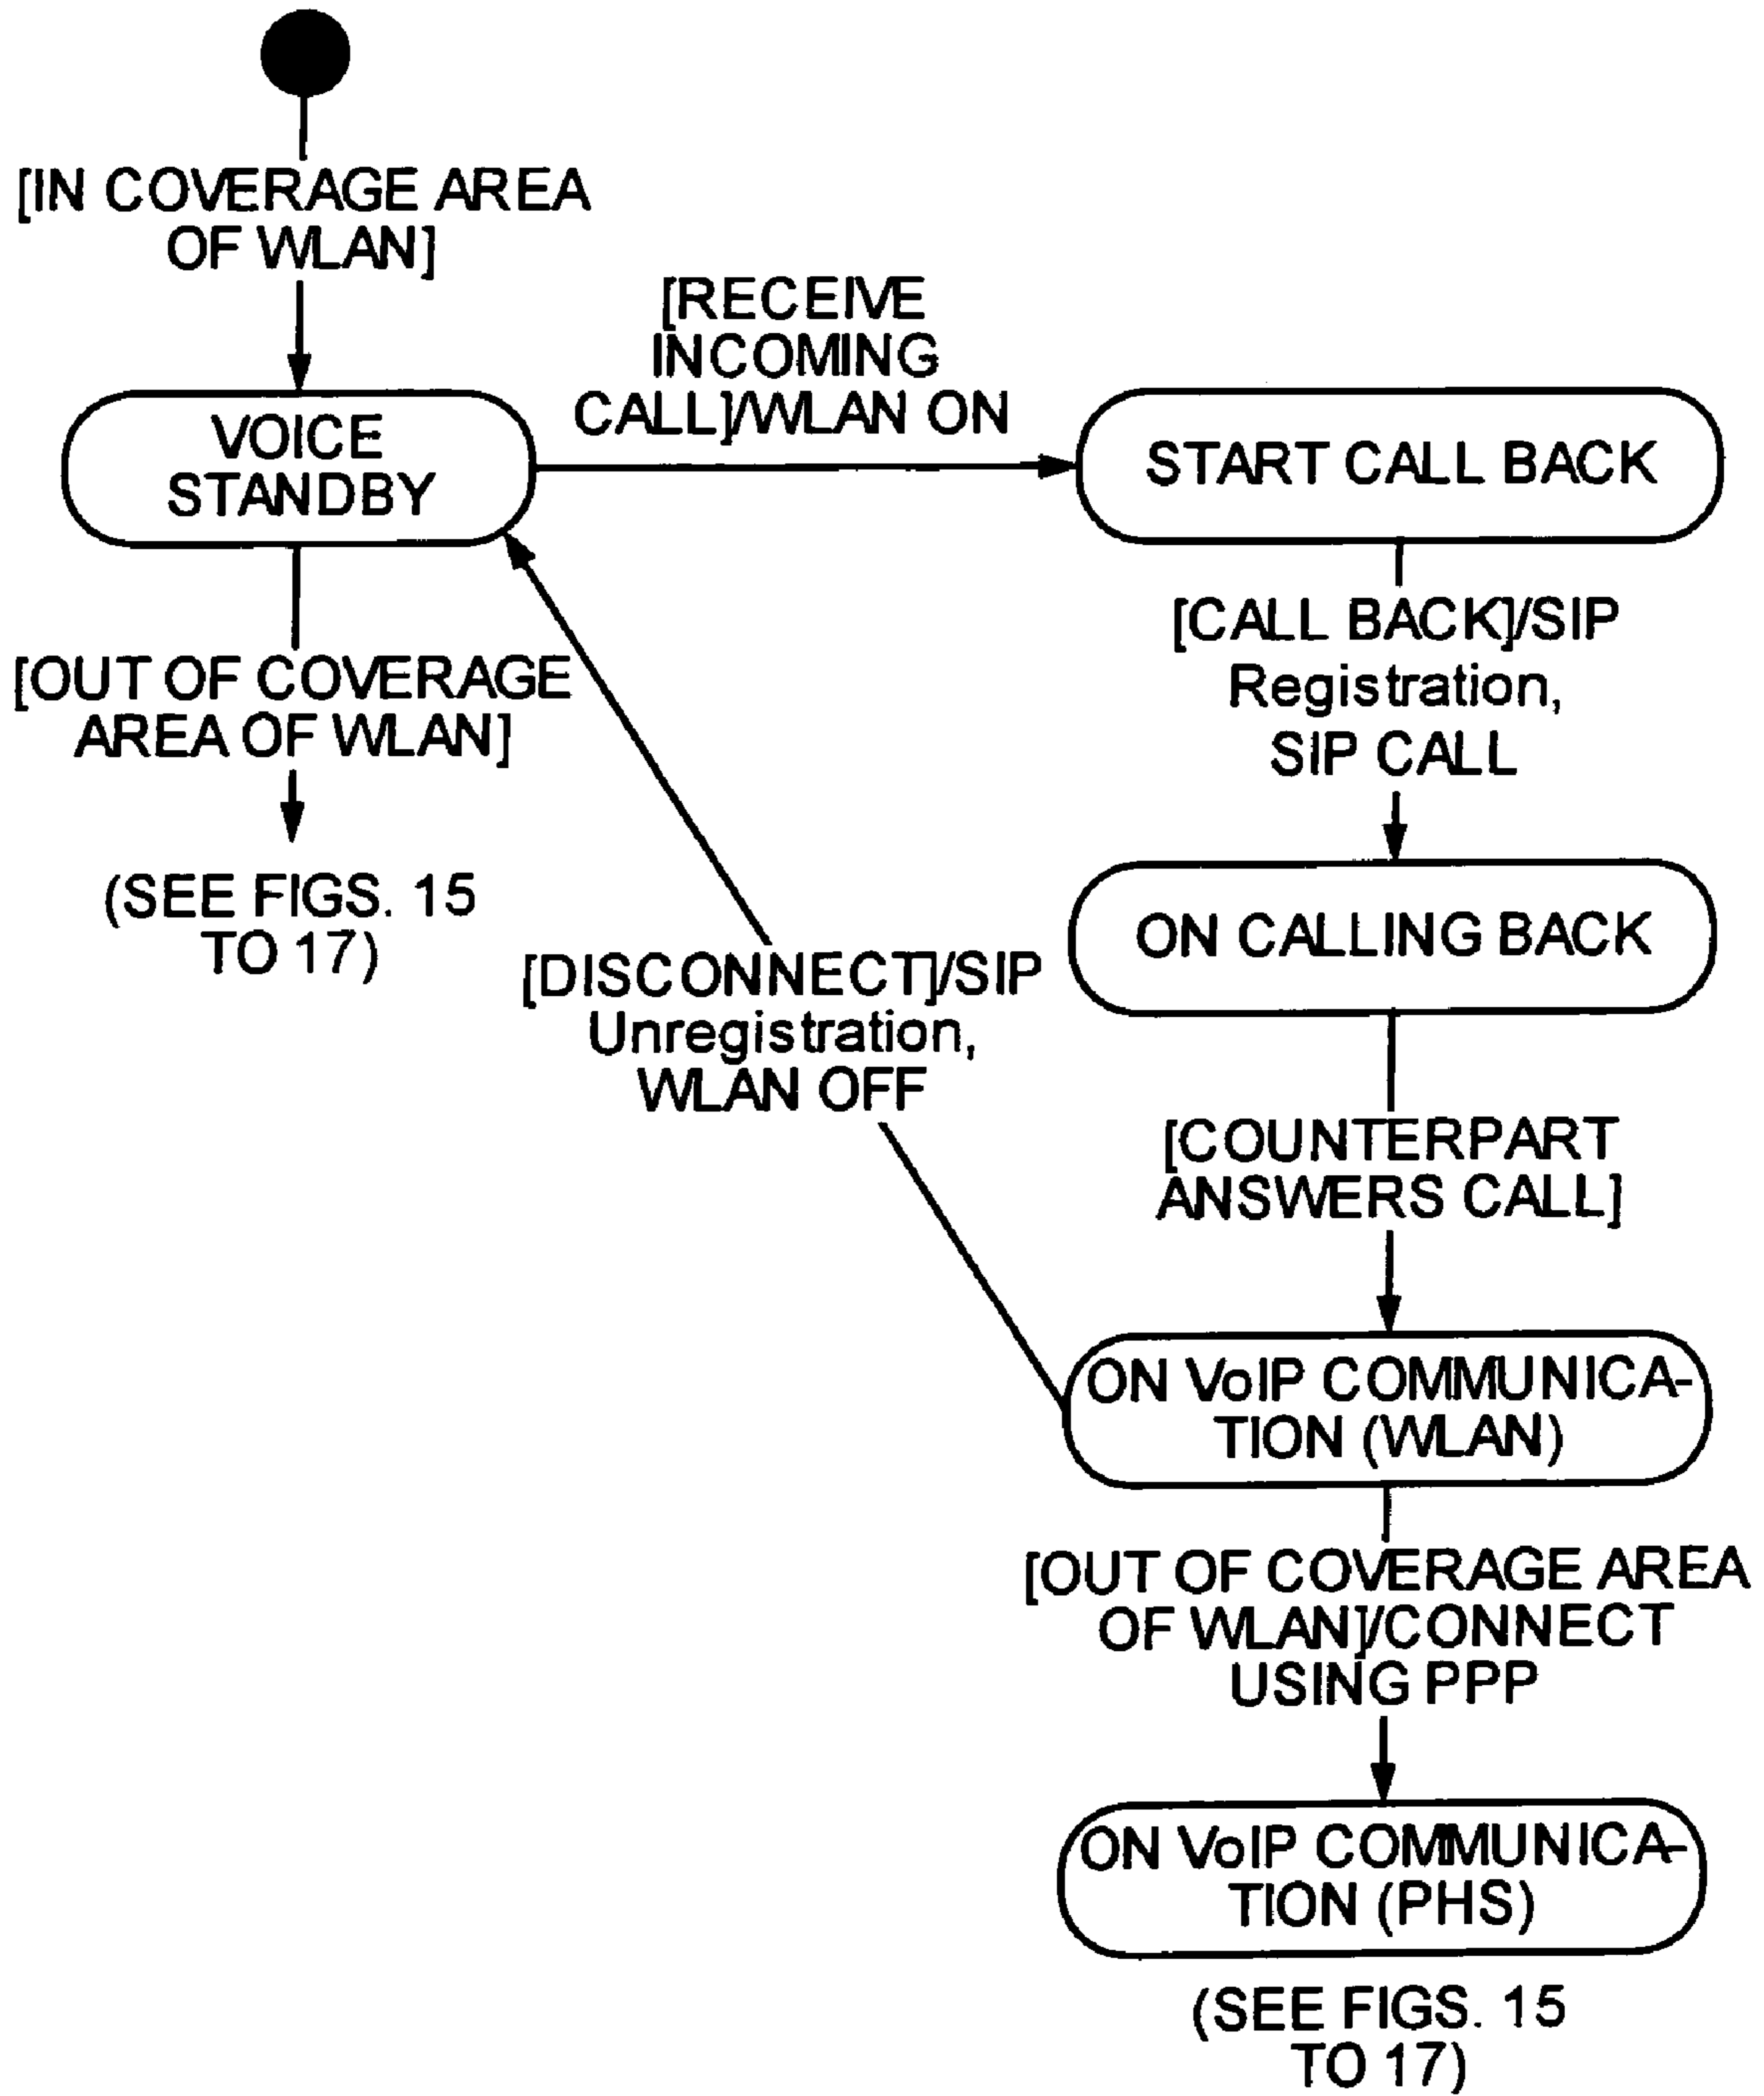 [IN COVERAGE AREA
OF WLAN]
[RECEIVE
INCOMING
CALL]/WLAN ON
VOICE
STANDBY
START CALL BACK
[CALL BACK]/SIP
Registration,
SIP CALL
[OUT OF COVERAGE
AREA OF WLAN]
(SEE FIGS. 15
TO 17)
ON CALLING BACK
[DISCONNECT]/SIP
Unregistration,
WLAN OFF
[COUNTERPART
ANSWERS CALL]
ON VoIP COMMUNICA-
TION (WLAN)
[OUT OF COVERAGE AREA
OF WLAN]/CONNECT
USING PPP
ON VoIP COMMUNICA-
TION (PHS)
(SEE FIGS. 15
TO 17)